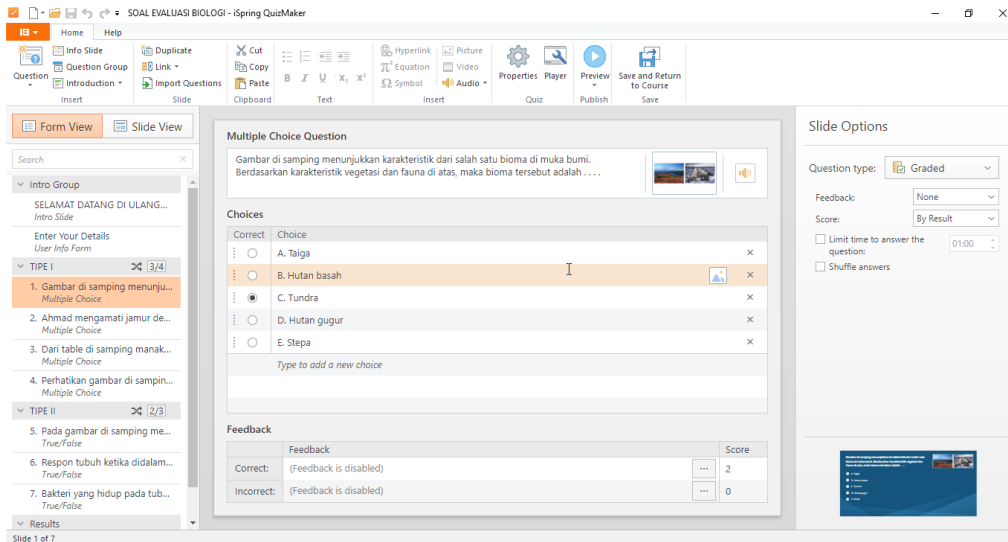 SOAL EVALUASI BIOLOGI - iSpring QuizMaker
Home Help
Question
Info Slide
Question Group
Introduction
Insert
Duplicate
Link
Import Questions
Slide
Cut
Copy
Paste
Clipboard
B I U X₂ X²
Text
Hyperlink
Equation
Symbol
Picture
Video
Audio
Insert
Properties Player
Quiz
Preview
Publish
Save and Return
to Course
Save
Form View Slide View
Search
Intro Group
SELAMAT DATANG DI ULANG...
Intro Slide
Enter Your Details
User Info Form
TIPE I 3/4
1. Gambar di samping menunju...
Multiple Choice
2. Ahmad mengamati jamur de...
Multiple Choice
3. Dari table di samping manak...
Multiple Choice
4. Perhatikan gambar di sampin...
Multiple Choice
TIPE II 2/3
5. Pada gambar di samping me...
True/False
6. Respon tubuh ketika didalam...
True/False
7. Bakteri yang hidup pada tub...
True/False
Results
Slide 1 of 7
Multiple Choice Question
Gambar di samping menunjukkan karakteristik dari salah satu bioma di muka bumi.
Berdasarkan karakteristik vegetasi dan fauna di atas, maka bioma tersebut adalah . . . .
Choices
Correct Choice
A. Taiga
B. Hutan basah
C. Tundra
D. Hutan gugur
E. Stepa
Type to add a new choice
Feedback
Feedback Score
Correct: (Feedback is disabled) ... 2
Incorrect: (Feedback is disabled) ... 0
Slide Options
Question type: Graded
Feedback: None
Score: By Result
Limit time to answer the
question: 01:00
Shuffle answers